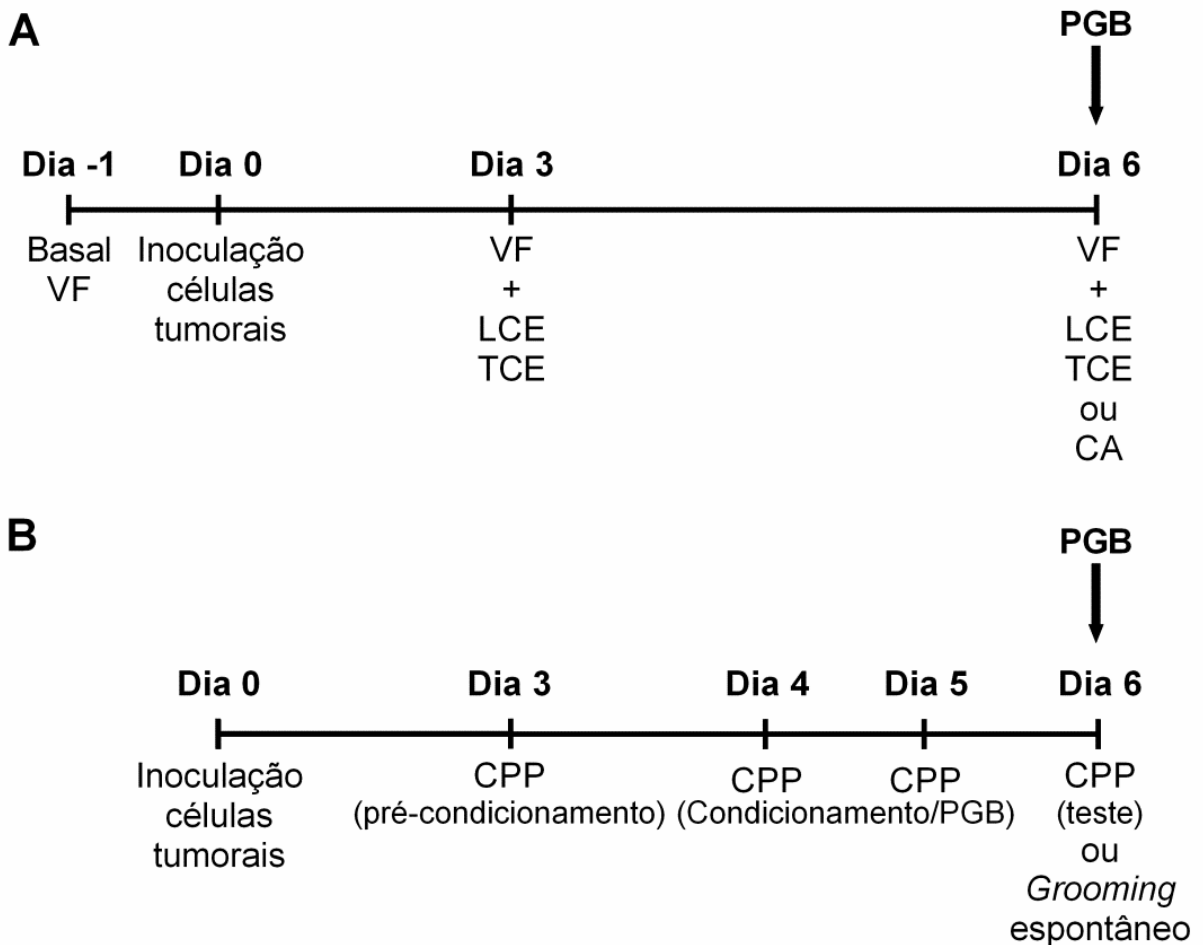 A
PGB
Dia -1 Dia 0 Dia 3 Dia 6
Basal
VF
Inoculação
células
tumorais
VF
+
LCE
TCE
VF
+
LCE
TCE
ou
CA
B
PGB
Dia 0 Dia 3 Dia 4 Dia 5 Dia 6
Inoculação
células
tumorais
CPP
(pré-condicionamento)
CPP CPP
(Condicionamento/PGB)
CPP
(teste)
ou
Grooming
espontâneo